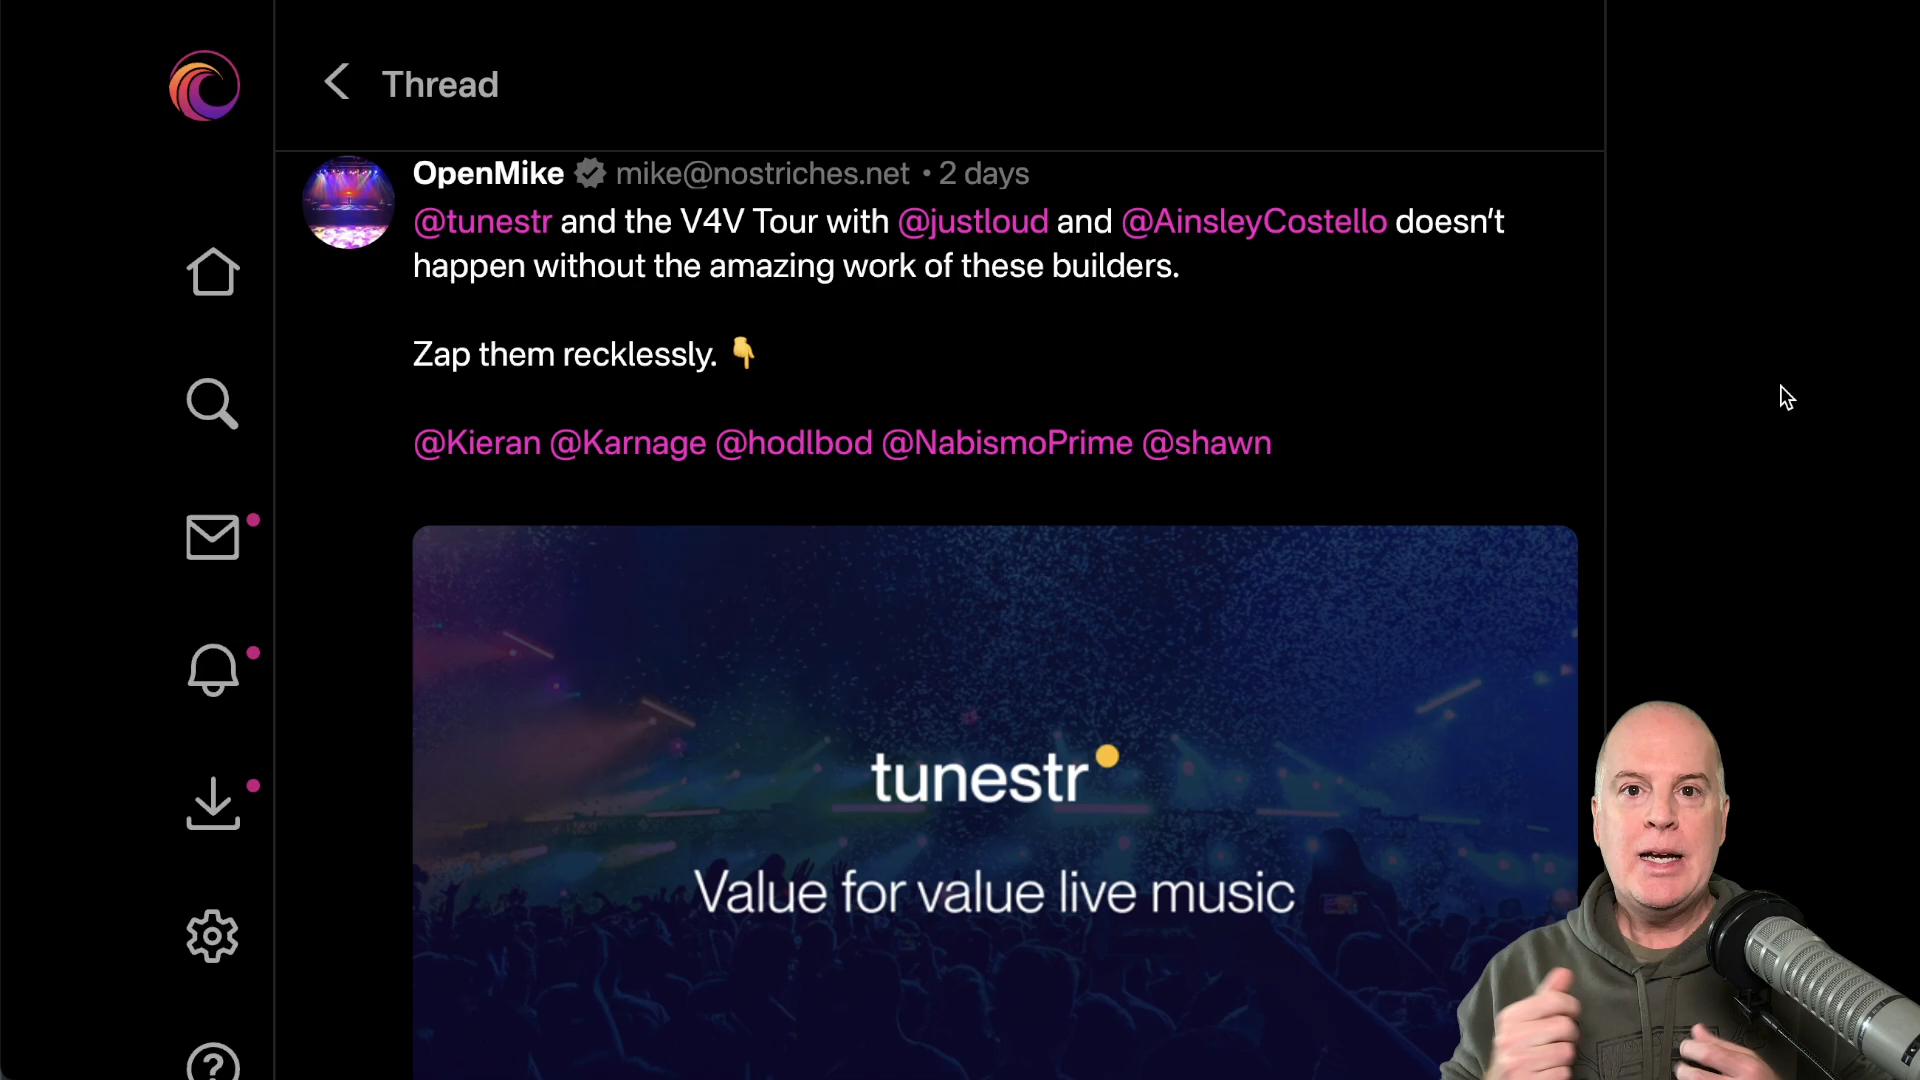 Thread
OpenMike mike@nostriches.net • 2 days
@tunestr and the V4V Tour with @justloud and @AinsleyCostello doesn't
happen without the amazing work of these builders.
Zap them recklessly. 👇
@Kieran @Karnage @hodlbod @NabismoPrime @shawn
tunestr
Value for value live music